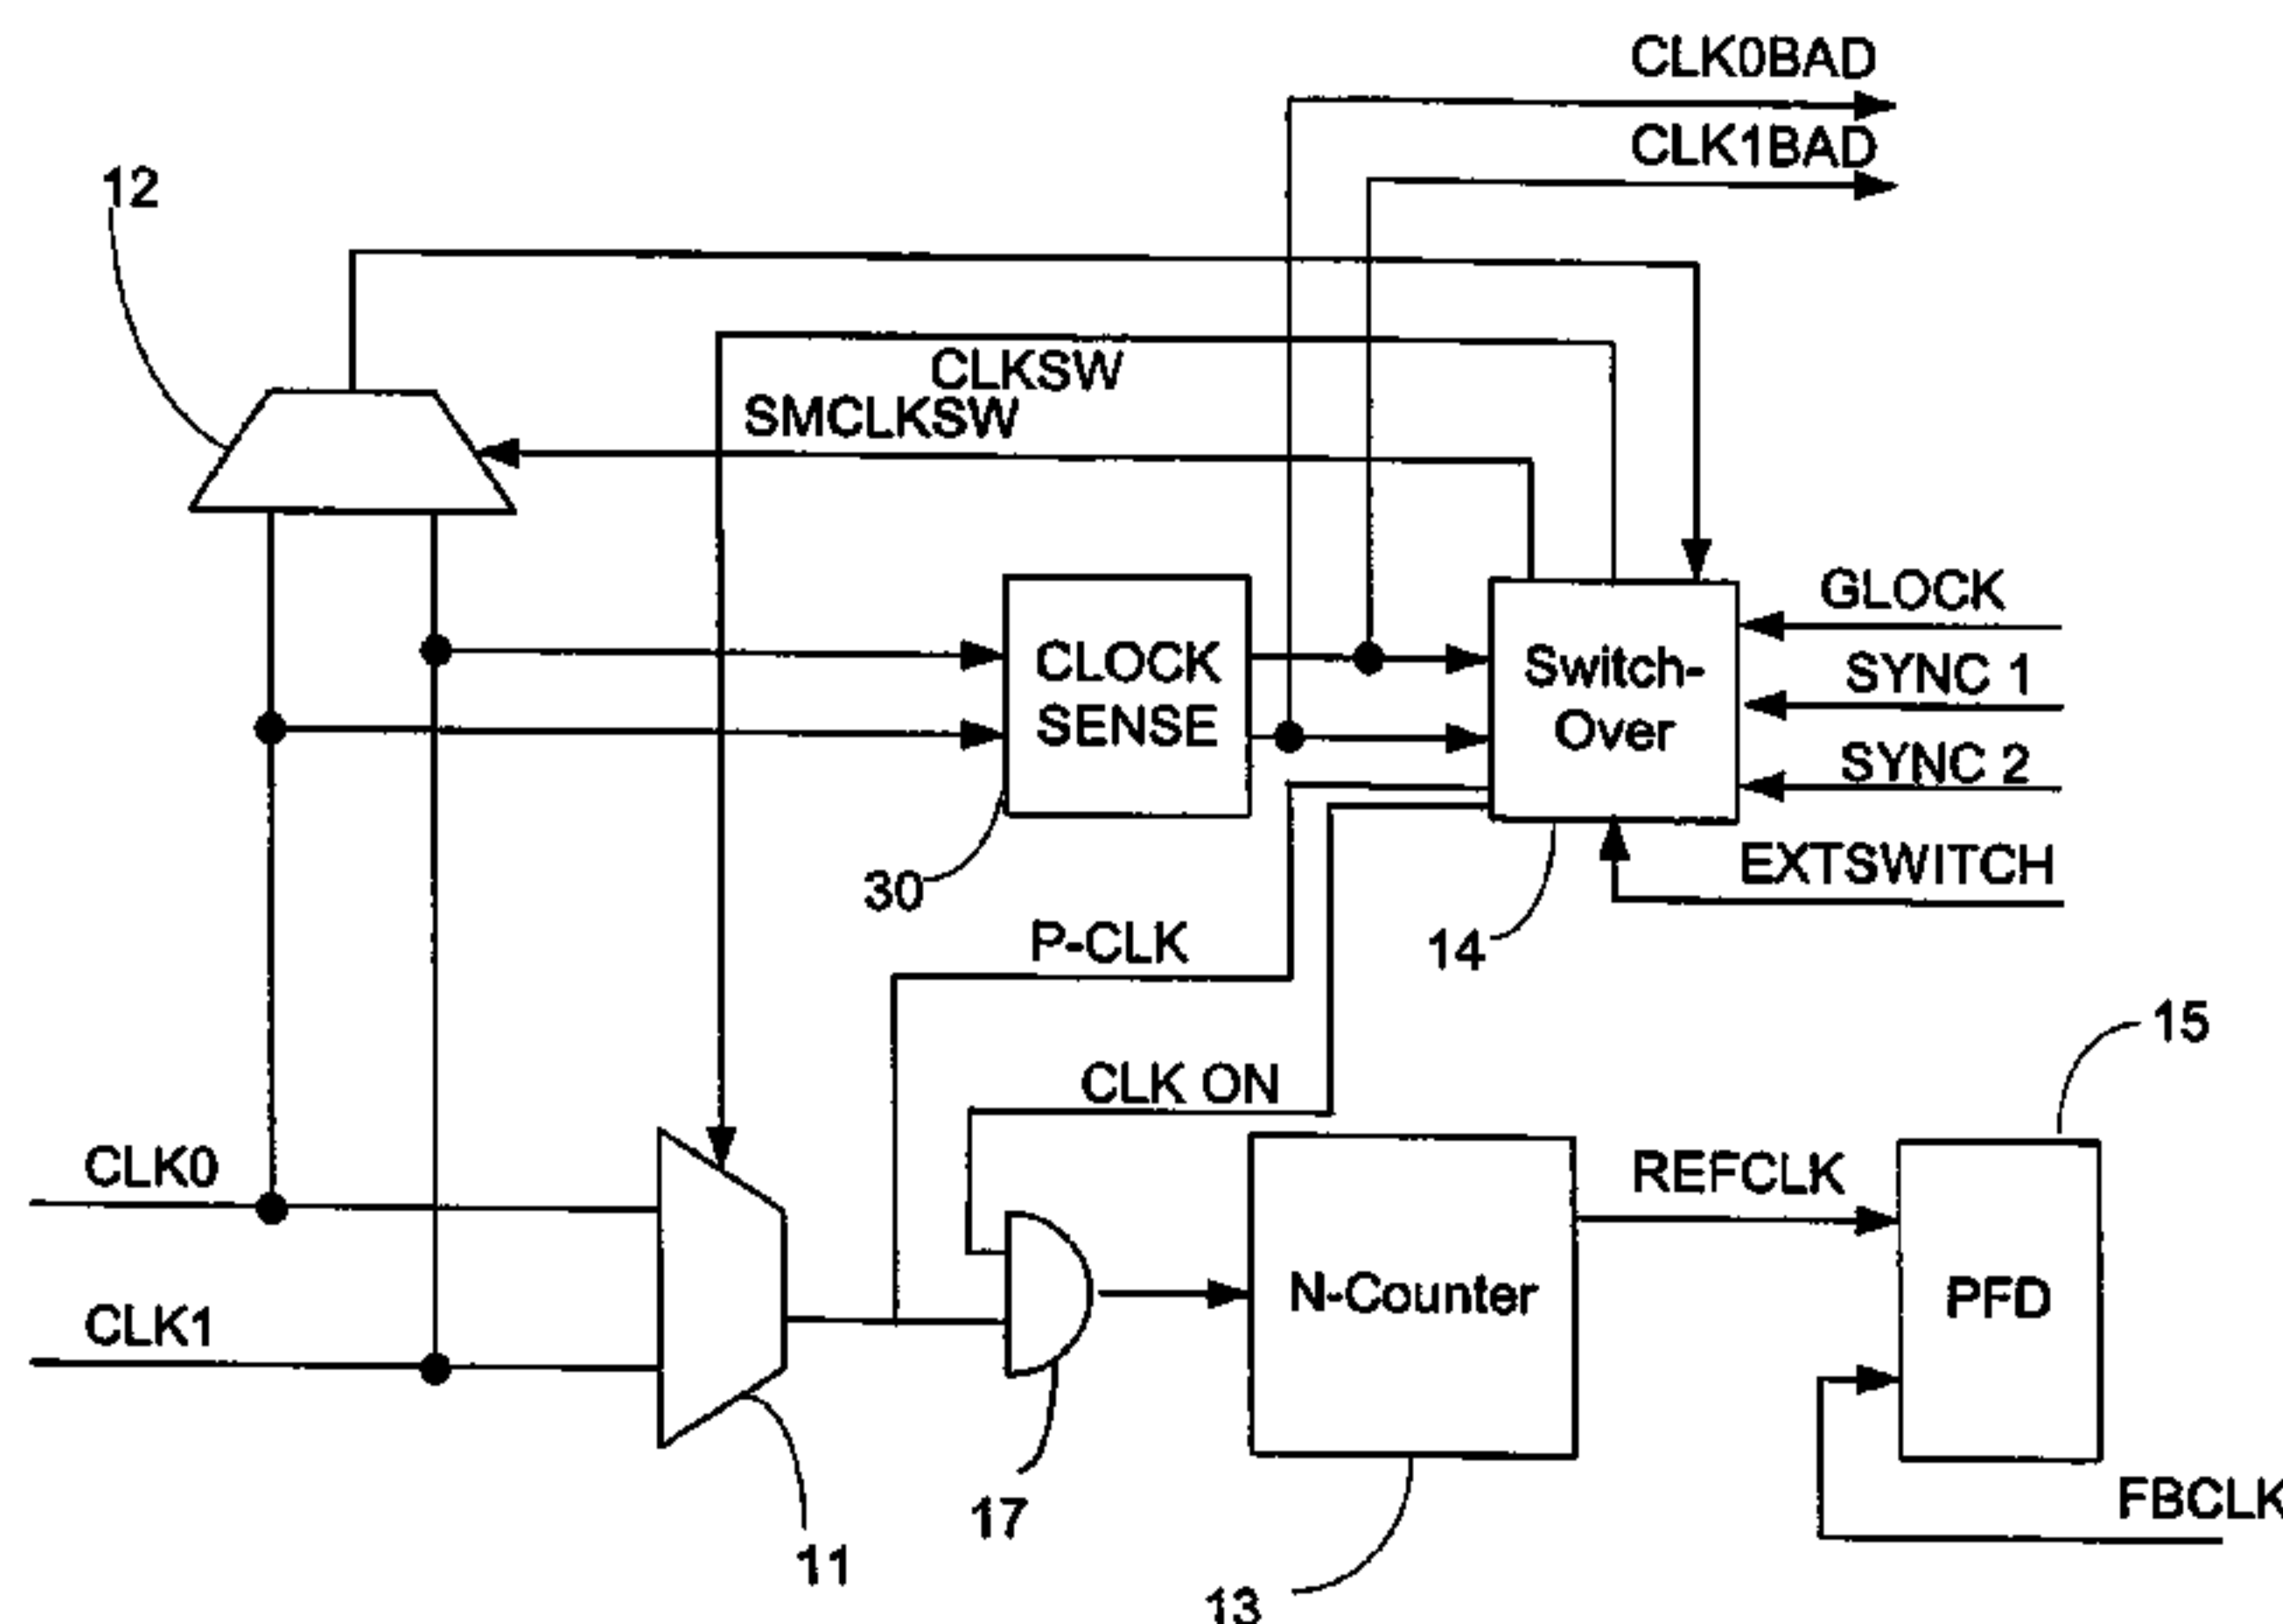 CLK0BAD
CLK1BAD
12
CLKSW
SMCLKSW
GLOCK
CLOCK
SENSE
Switch-
Over
SYNC 1
SYNC 2
30
EXTSWITCH
14
P-CLK
15
CLK ON
CLK0
REFCLK
N-Counter
PFD
CLK1
FBCLK
17
11
13